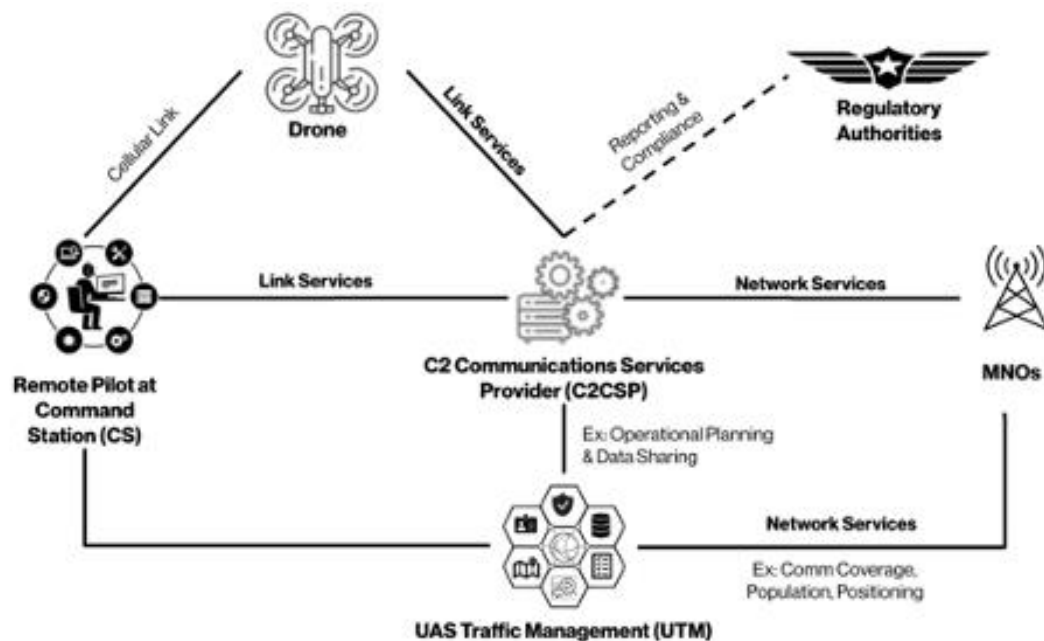 Drone
Regulatory
Authorities
Cellular Link
Link Services
Reporting &
Compliance
Link Services
Network Services
Remote Pilot at
Command
Station (CS)
C2 Communications Services
Provider (C2CSP)
MNOs
Ex: Operational Planning
& Data Sharing
Network Services
Ex: Comm Coverage,
Population, Positioning
UAS Traffic Management (UTM)